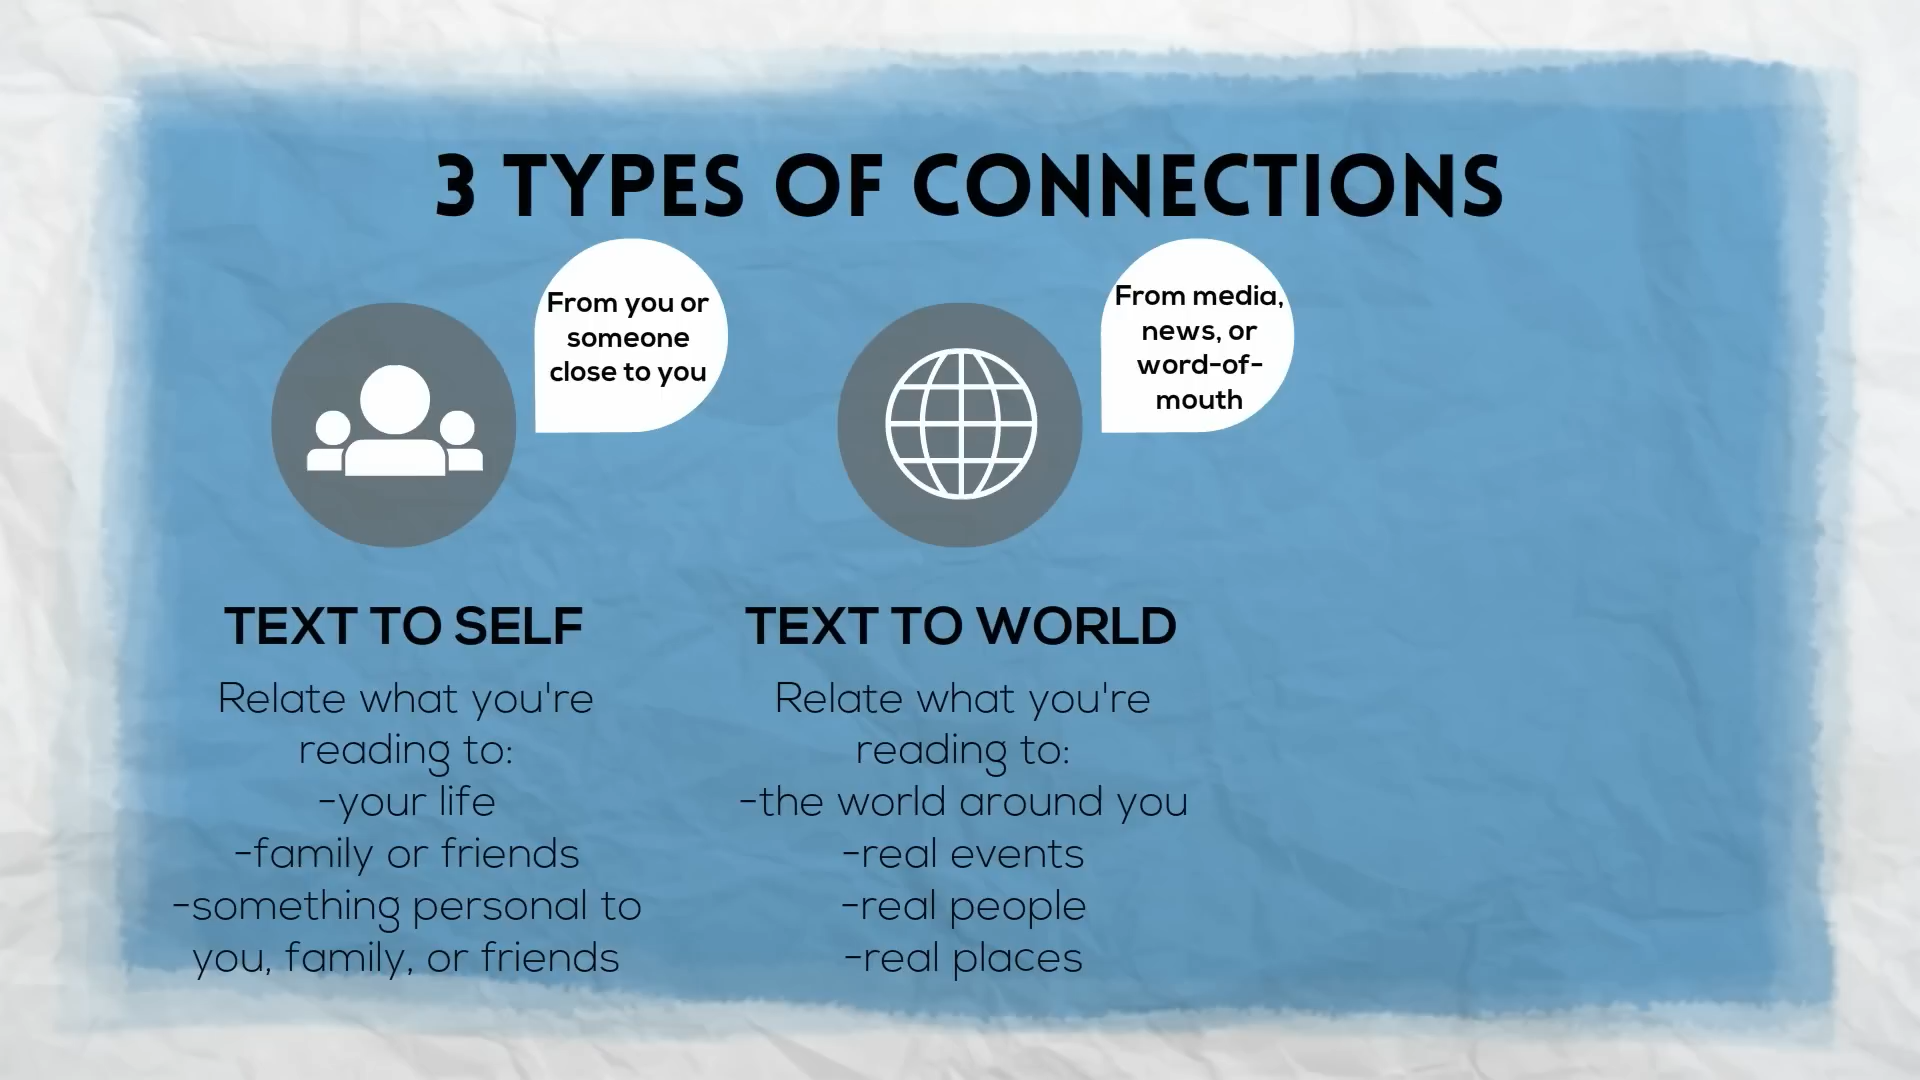 3 TYPES OF CONNECTIONS
From you or
someone
close to you
From media,
news, or
word-of-
mouth
TEXT TO SELF
Relate what you're
reading to:
-your life
-family or friends
-something personal to
you, family, or friends
TEXT TO WORLD
Relate what you're
reading to:
-the world around you
-real events
-real people
-real places